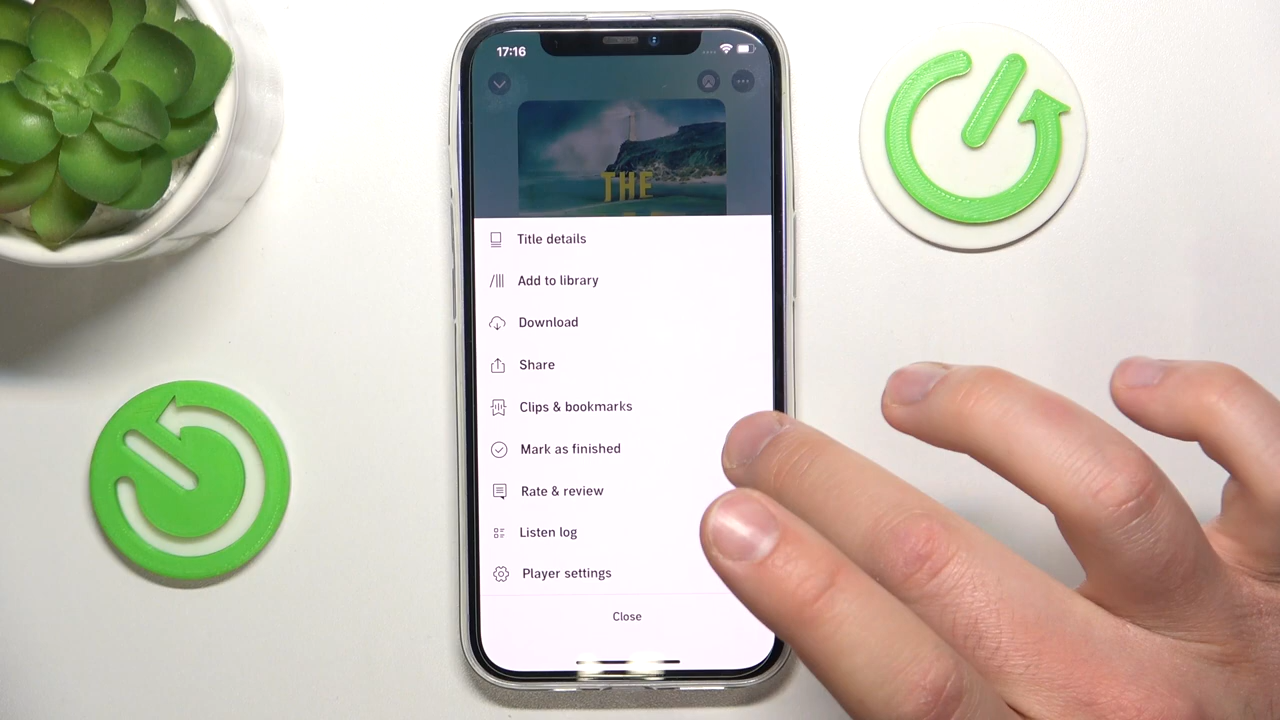 17:16
THE
Title details
Add to library
Download
Share
Clips & bookmarks
Mark as finished
Rate & review
Listen log
Player settings
Close